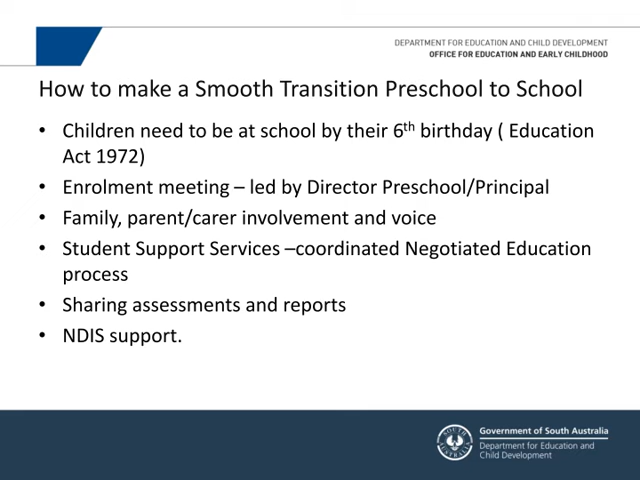 DEPARTMENT FOR EDUCATION AND CHILD DEVELOPMENT
OFFICE FOR EDUCATION AND EARLY CHILDHOOD
How to make a Smooth Transition Preschool to School
• Children need to be at school by their 6th birthday ( Education
Act 1972)
• Enrolment meeting – led by Director Preschool/Principal
• Family, parent/carer involvement and voice
• Student Support Services –coordinated Negotiated Education
process
• Sharing assessments and reports
• NDIS support.
SOUTH AUSTRALIA
Government of South Australia
Department for Education and
Child Development